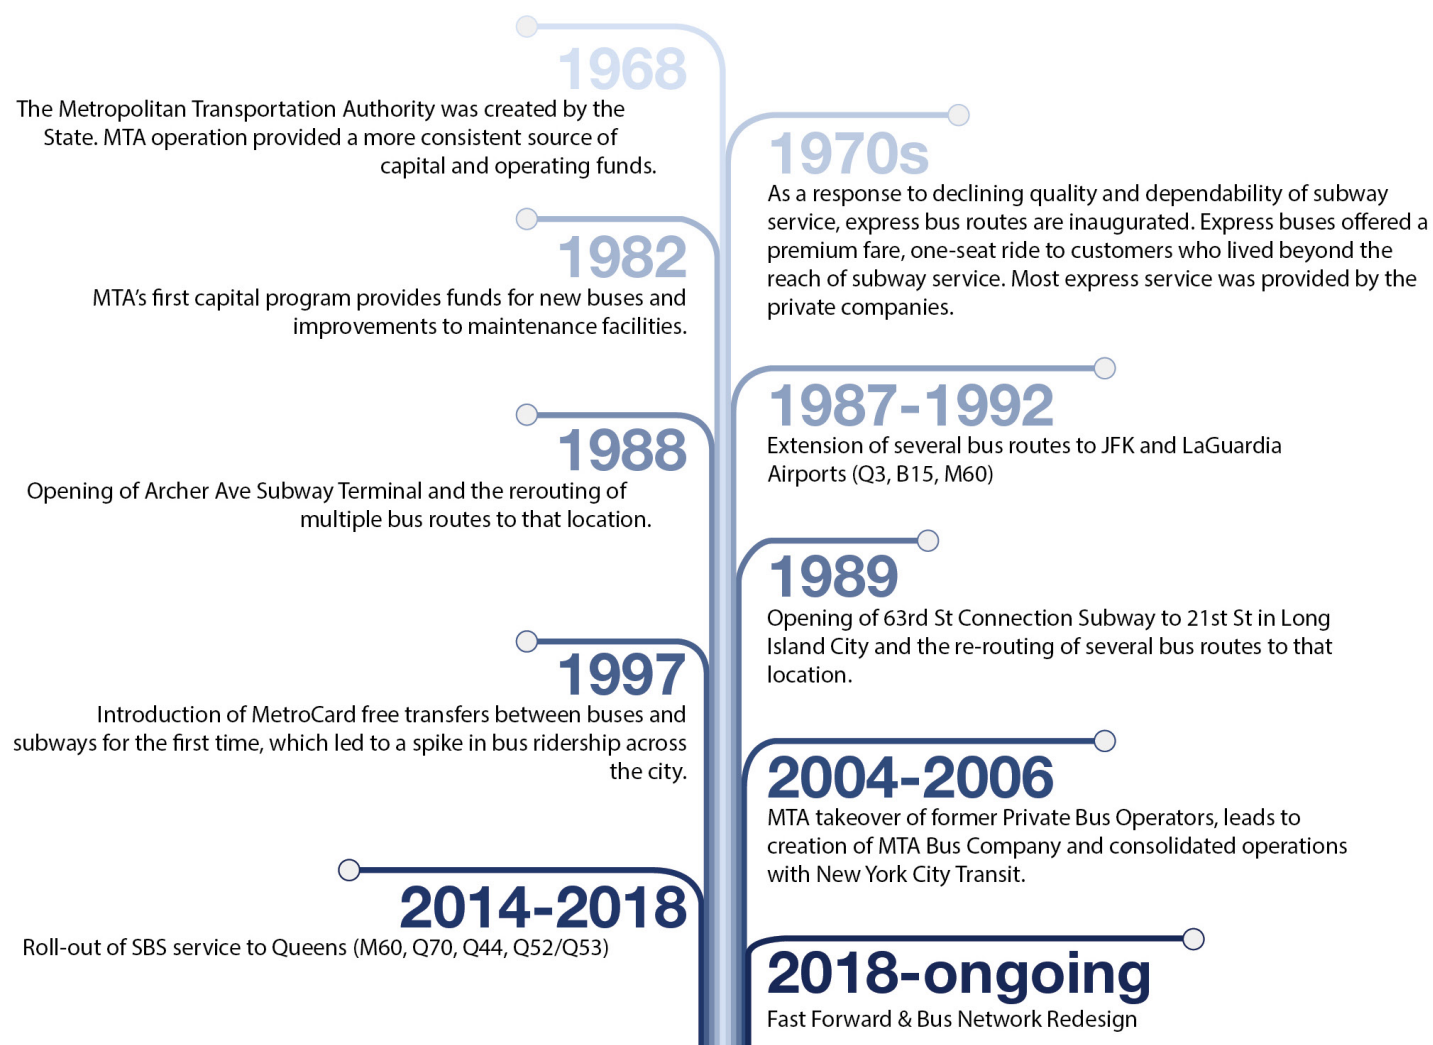 1968
The Metropolitan Transportation Authority was created by the
State. MTA operation provided a more consistent source of
capital and operating funds.
1970s
As a response to declining quality and dependability of subway
service, express bus routes are inaugurated. Express buses offered a
premium fare, one-seat ride to customers who lived beyond the
reach of subway service. Most express service was provided by the
private companies.
1982
MTA's first capital program provides funds for new buses and
improvements to maintenance facilities.
1987-1992
Extension of several bus routes to JFK and LaGuardia
Airports (Q3, B15, M60)
1988
Opening of Archer Ave Subway Terminal and the rerouting of
multiple bus routes to that location.
1989
Opening of 63rd St Connection Subway to 21st St in Long
Island City and the re-routing of several bus routes to that
location.
1997
Introduction of MetroCard free transfers between buses and
subways for the first time, which led to a spike in bus ridership across
the city.
2004-2006
MTA takeover of former Private Bus Operators, leads to
creation of MTA Bus Company and consolidated operations
with New York City Transit.
2014-2018
Roll-out of SBS service to Queens (M60, Q70, Q44, Q52/Q53)
2018-ongoing
Fast Forward & Bus Network Redesign